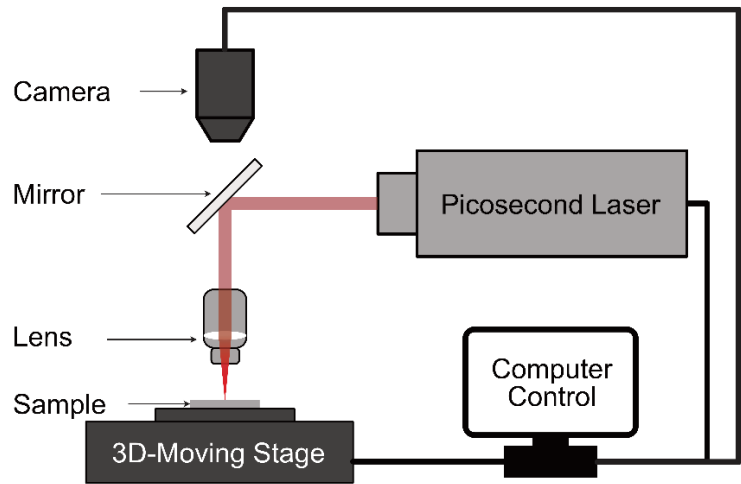 Camera
Mirror
Picosecond Laser
Lens
Computer
Control
Sample
3D-Moving Stage